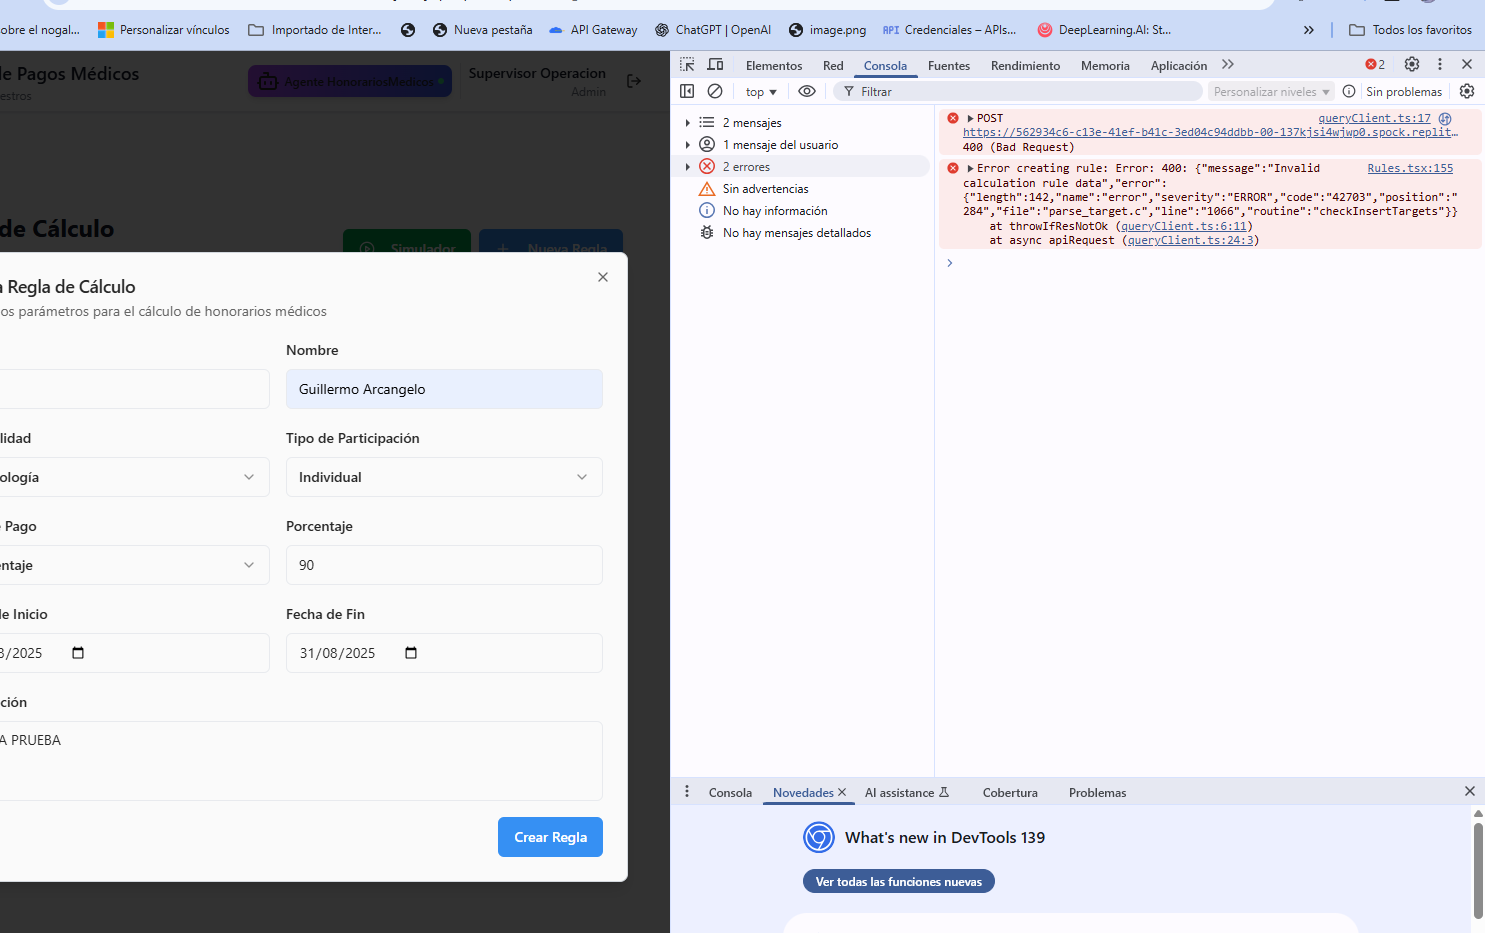 obre el nogal...
Personalizar vínculos
Importado de Inter...
Nueva pestaña
API Gateway
ChatGPT | OpenAI
image.png
API Credenciales – APIs...
DeepLearning.AI: St...
»
Todos los favoritos
de Pagos Médicos
estros
Agente HonorariosMedicos
Supervisor Operacion
Admin
de Cálculo
Simulador
+ Nueva Regla
a Regla de Cálculo
os parámetros para el cálculo de honorarios médicos
Nombre
Guillermo Arcangelo
lidad
Tipo de Participación
ología
Individual
Pago
Porcentaje
entaje
90
de Inicio
Fecha de Fin
8/2025
31/08/2025
ción
A PRUEBA
Crear Regla
Elementos
Red
Consola
Fuentes
Rendimiento
Memoria
Aplicación
2
top
Filtrar
Personalizar niveles
Sin problemas
2 mensajes
1 mensaje del usuario
2 errores
Sin advertencias
No hay información
No hay mensajes detallados
POST queryClient.ts:17
https://562934c6-c13e-41ef-b41c-3ed04c94ddbb-00-137kjsi4wjwp0.spock.replit…
400 (Bad Request)
Error creating rule: Error: 400: {"message":"Invalid Rules.tsx:155
calculation rule data","error":
{"length":142,"name":"error","severity":"ERROR","code":"42703","position":"
284","file":"parse_target.c","line":"1066","routine":"checkInsertTargets"}}
at throwIfResNotOk (queryClient.ts:6:11)
at async apiRequest (queryClient.ts:24:3)
Consola
Novedades
AI assistance
Cobertura
Problemas
What's new in DevTools 139
Ver todas las funciones nuevas